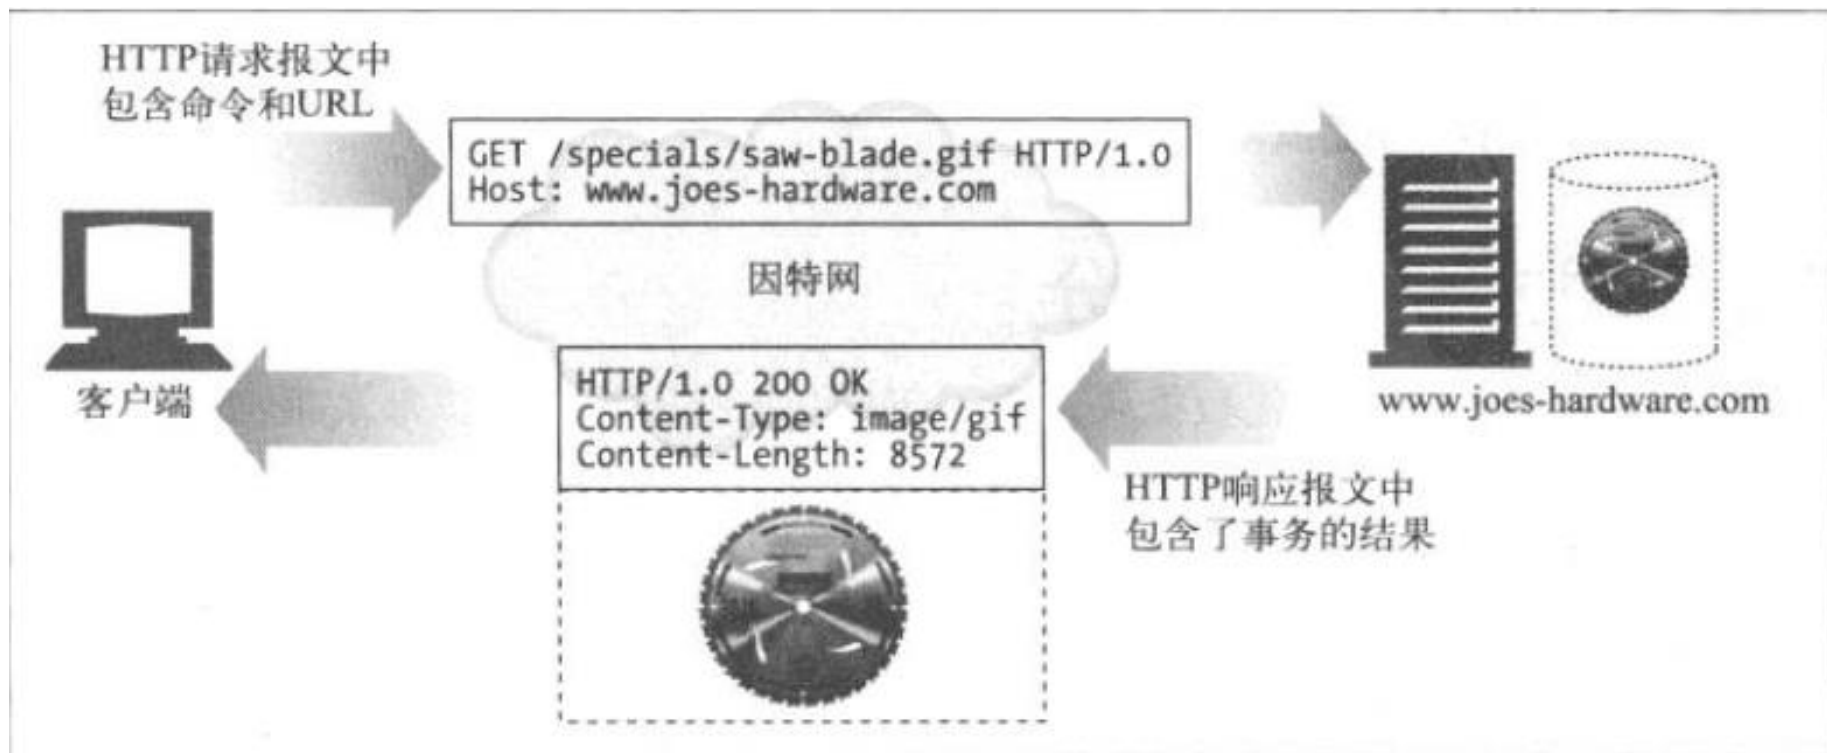 HTTP请求报文中
包含命令和URL
GET /specials/saw-blade.gif HTTP/1.0
Host: www.joes-hardware.com
因特网
客户端
HTTP/1.0 200 OK
Content-Type: image/gif
Content-Length: 8572
www.joes-hardware.com
HTTP响应报文中
包含了事务的结果